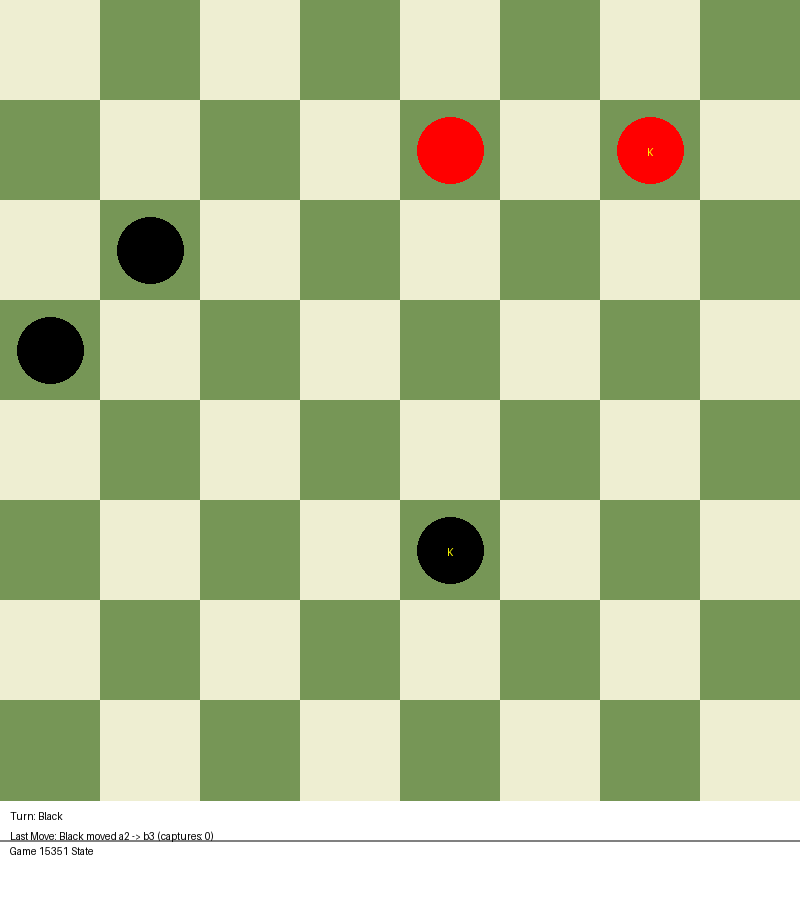 K
K
Turn: Black
Last Move: Black moved a2 -> b3 (captures: 0)
Game 15351 State